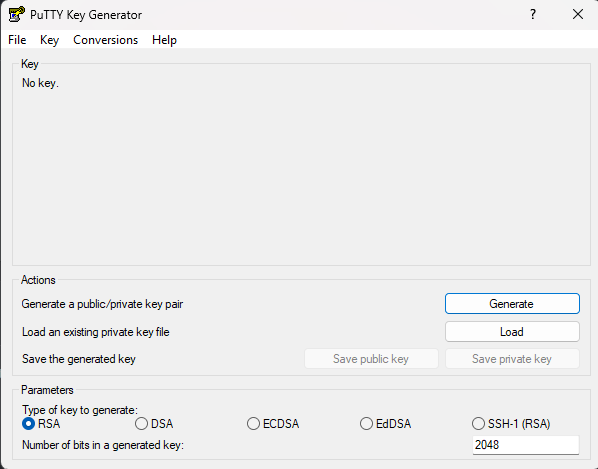 PuTTY Key Generator ?
File Key Conversions Help
Key
No key.
Actions
Generate a public/private key pair Generate
Load an existing private key file Load
Save the generated key Save public key Save private key
Parameters
Type of key to generate:
RSA DSA ECDSA EdDSA SSH-1 (RSA)
Number of bits in a generated key: 2048